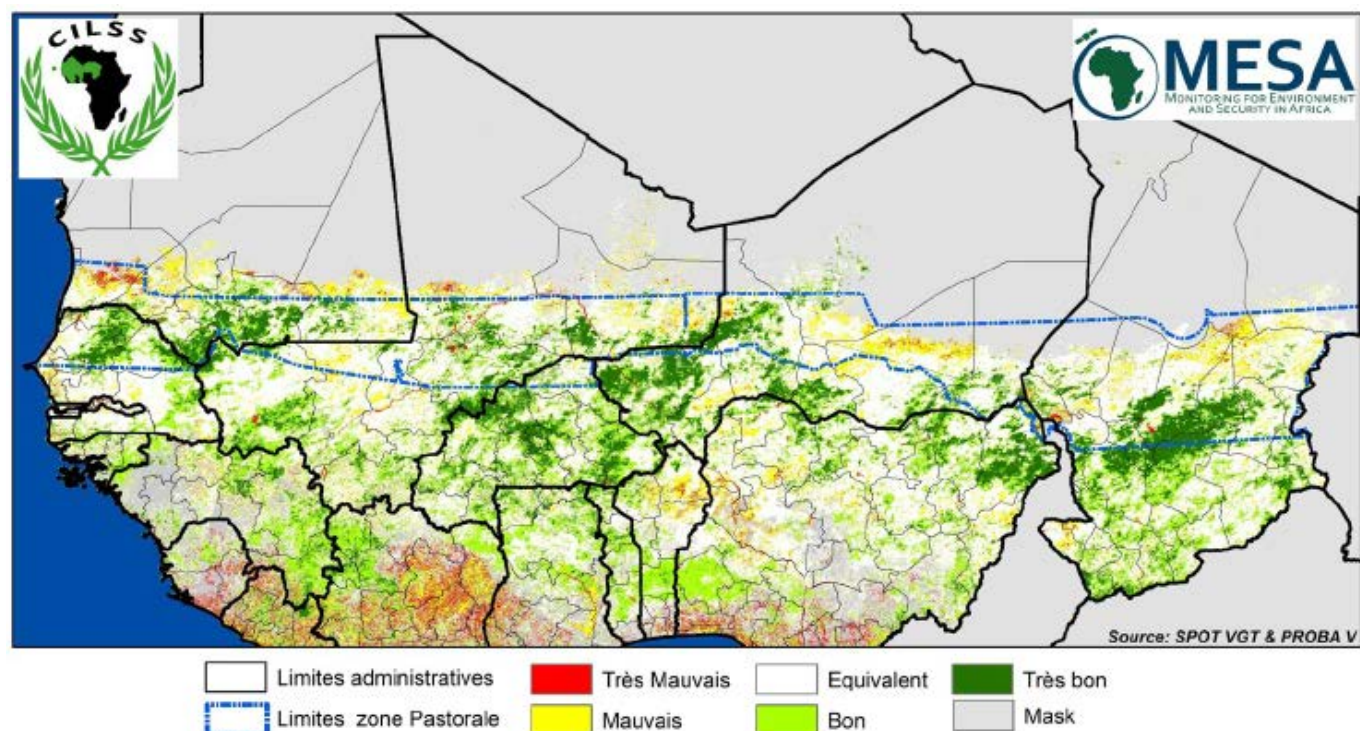 CILSS
MESA
MONITORING FOR ENVIRONMENT
AND SECURITY IN AFRICA
Source: SPOT VGT & PROBA V
Limites administratives
Très Mauvais
Equivalent
Très bon
Limites zone Pastorale
Mauvais
Bon
Mask